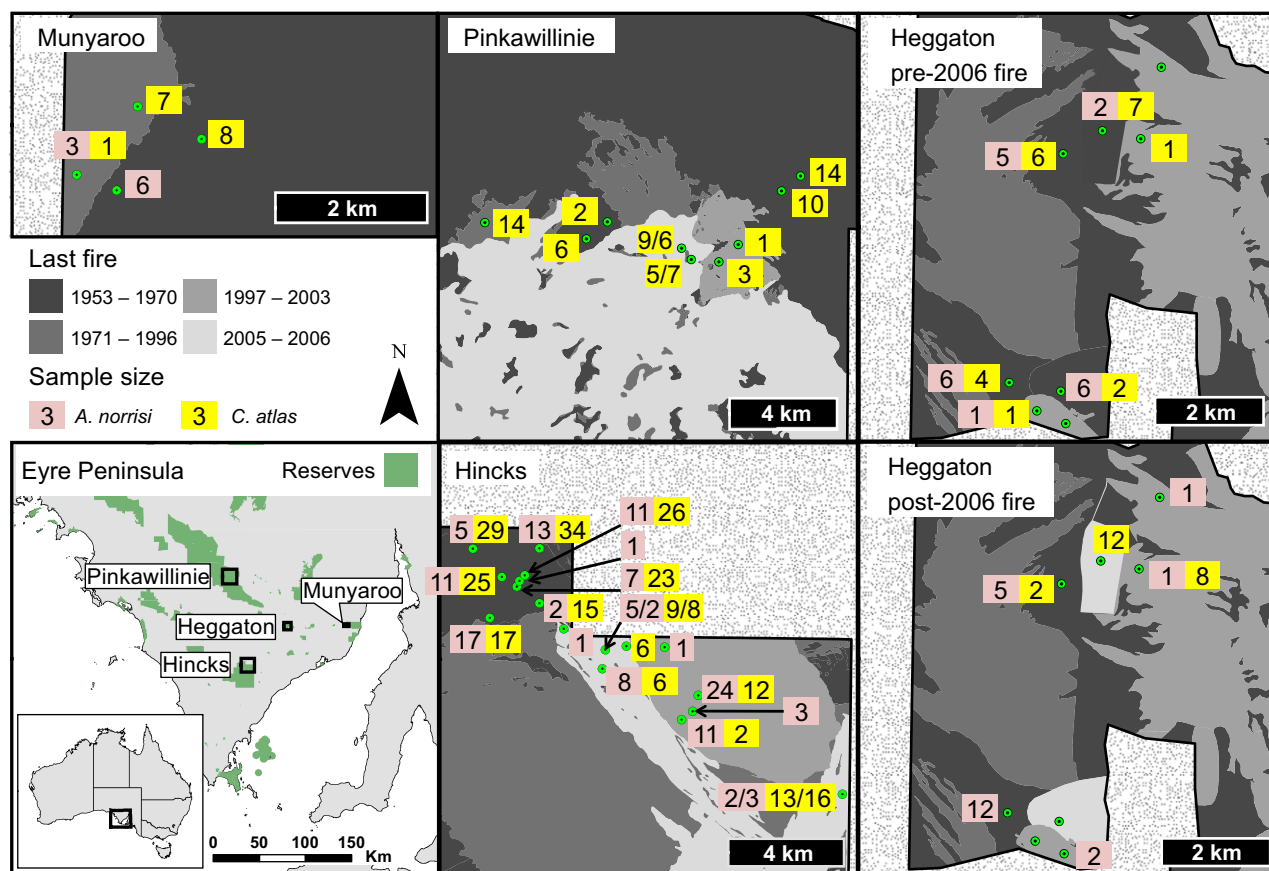 Munyaroo
7
8
3 1
6
2 km
Last fire
1953 – 1970
1997 – 2003
1971 – 1996
2005 – 2006
Sample size
3 A. norrisi
3 C. atlas
N
Pinkawillinie
14
10
14
2
6
9/6
5/7
1
3
4 km
Heggaton
pre-2006 fire
2 7
1
5 6
6 4
6 2
1 1
2 km
Eyre Peninsula
Reserves
Pinkawillinie
Munyaroo
Heggaton
Hincks
0 50 100 150
Km
Hincks
11 26
5 29
13 34
1
11 25
7 23
2 15
5/2 9/8
17 17
1
6
1
8 6
24 12
3
11 2
2/3 13/16
4 km
Heggaton
post-2006 fire
1
12
5 2
1 8
12
2
2 km